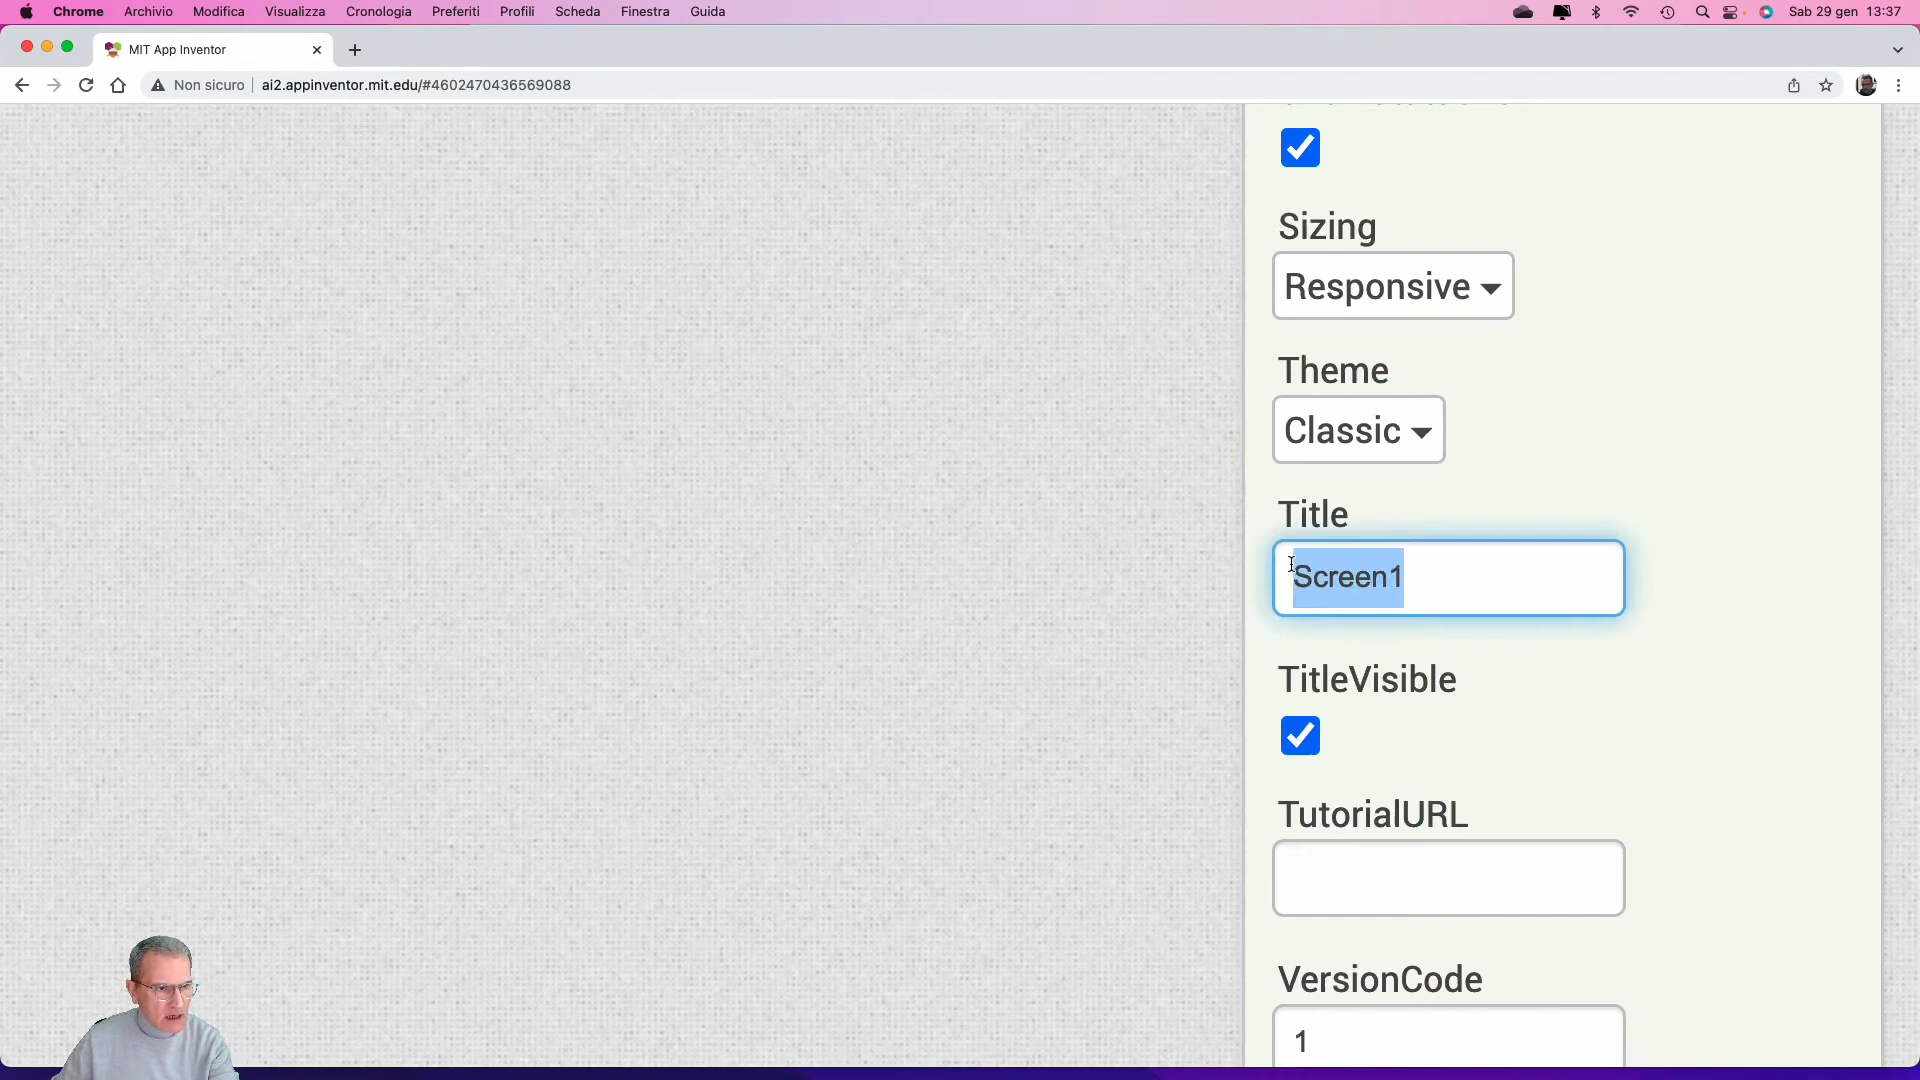 Chrome Archivio Modifica Visualizza Cronologia Preferiti Profili Scheda Finestra Guida Sab 29 gen 13:37
MIT App Inventor
Non sicuro ai2.appinventor.mit.edu/#4602470436569088
Sizing
Responsive
Theme
Classic
Title
Screen1
TitleVisible
TutorialURL
VersionCode
1